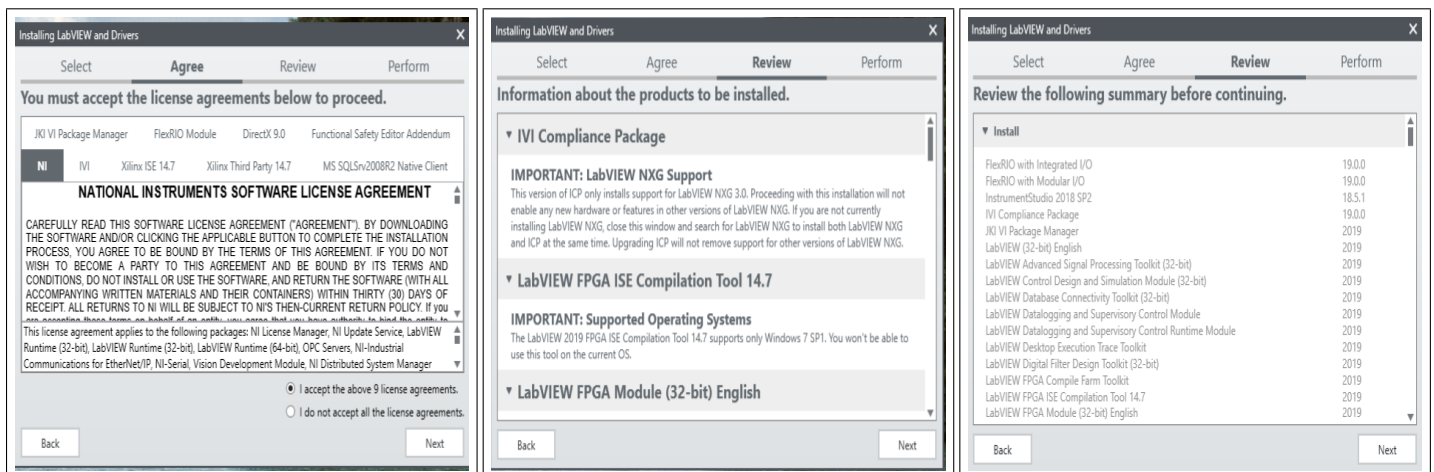 Installing LabVIEW and Drivers X
Select Agree Review Perform
You must accept the license agreements below to proceed.
JKI VI Package Manager FlexRIO Module DirectX 9.0 Functional Safety Editor Addendum
NI IVI Xilinx ISE 14.7 Xilinx Third Party 14.7 MS SQLSrv2008R2 Native Client
NATIONAL INSTRUMENTS SOFTWARE LICENSE AGREEMENT
CAREFULLY READ THIS SOFTWARE LICENSE AGREEMENT ("AGREEMENT"). BY DOWNLOADING
THE SOFTWARE AND/OR CLICKING THE APPLICABLE BUTTON TO COMPLETE THE INSTALLATION
PROCESS, YOU AGREE TO BE BOUND BY THE TERMS OF THIS AGREEMENT. IF YOU DO NOT
WISH TO BECOME A PARTY TO THIS AGREEMENT AND BE BOUND BY ITS TERMS AND
CONDITIONS, DO NOT INSTALL OR USE THE SOFTWARE, AND RETURN THE SOFTWARE (WITH ALL
ACCOMPANYING WRITTEN MATERIALS AND THEIR CONTAINERS) WITHIN THIRTY (30) DAYS OF
RECEIPT. ALL RETURNS TO NI WILL BE SUBJECT TO NI'S THEN-CURRENT RETURN POLICY. If you
This license agreement applies to the following packages: NI License Manager, NI Update Service, LabVIEW
Runtime (32-bit), LabVIEW Runtime (32-bit), LabVIEW Runtime (64-bit), OPC Servers, NI-Industrial
Communications for EtherNet/IP, NI-Serial, Vision Development Module, NI Distributed System Manager
I accept the above 9 license agreements.
I do not accept all the license agreements.
Back Next
Installing LabVIEW and Drivers X
Select Agree Review Perform
Information about the products to be installed.
IVI Compliance Package
IMPORTANT: LabVIEW NXG Support
This version of ICP only installs support for LabVIEW NXG 3.0. Proceeding with this installation will not
enable any new hardware or features in other versions of LabVIEW NXG. If you are not currently
installing LabVIEW NXG, close this window and search for LabVIEW NXG to install both LabVIEW NXG
and ICP at the same time. Upgrading ICP will not remove support for other versions of LabVIEW NXG.
LabVIEW FPGA ISE Compilation Tool 14.7
IMPORTANT: Supported Operating Systems
The LabVIEW 2019 FPGA ISE Compilation Tool 14.7 supports only Windows 7 SP1. You won't be able to
use this tool on the current OS.
LabVIEW FPGA Module (32-bit) English
Back Next
Installing LabVIEW and Drivers X
Select Agree Review Perform
Review the following summary before continuing.
Install
FlexRIO with Integrated I/O 19.0.0
FlexRIO with Modular I/O 19.0.0
InstrumentStudio 2018 SP2 18.5.1
IVI Compliance Package 19.0.0
JKI VI Package Manager 2019
LabVIEW (32-bit) English 2019
LabVIEW Advanced Signal Processing Toolkit (32-bit) 2019
LabVIEW Control Design and Simulation Module (32-bit) 2019
LabVIEW Database Connectivity Toolkit (32-bit) 2019
LabVIEW Datalogging and Supervisory Control Module 2019
LabVIEW Datalogging and Supervisory Control Runtime Module 2019
LabVIEW Desktop Execution Trace Toolkit 2019
LabVIEW Digital Filter Design Toolkit (32-bit) 2019
LabVIEW FPGA Compile Farm Toolkit 2019
LabVIEW FPGA ISE Compilation Tool 14.7 2019
LabVIEW FPGA Module (32-bit) English 2019
Back Next